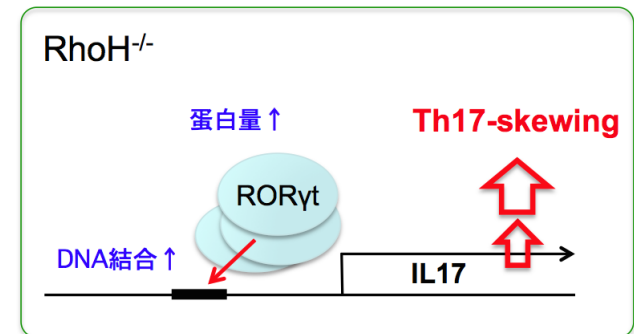 RhoH-/-
蛋白量↑
Th17-skewing
RORγt
DNA結合↑
IL17